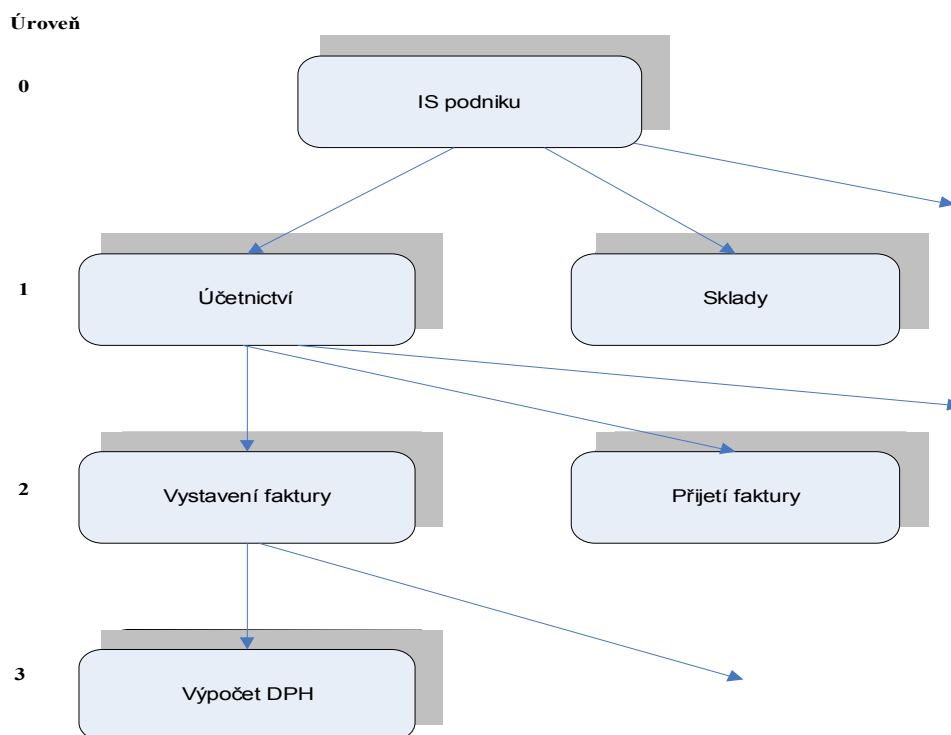 Úroveň
0
IS podniku
1
Účetnictví
Sklady
2
Vystavení faktury
Přijetí faktury
3
Výpočet DPH